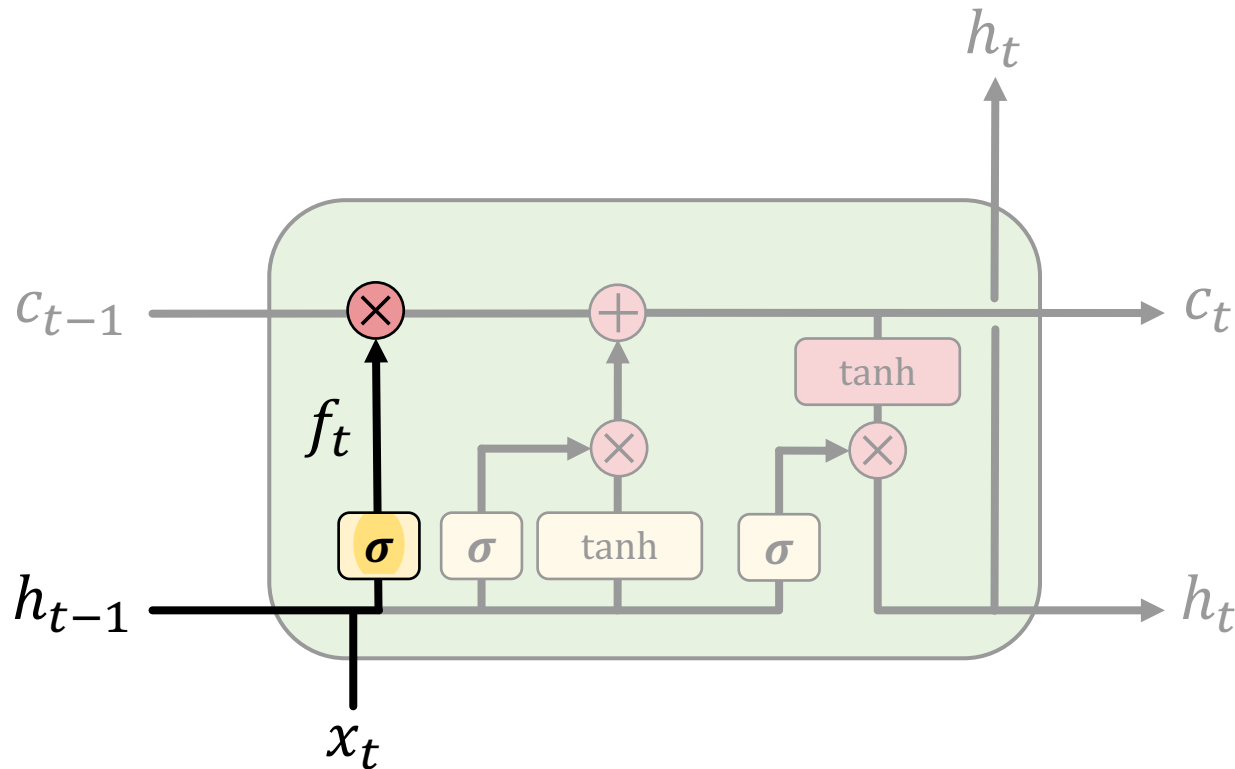 h_t
c_{t−1}
×
+
c_t
tanh
f_t
×
×
σ
σ
tanh
σ
h_{t−1}
h_t
x_t